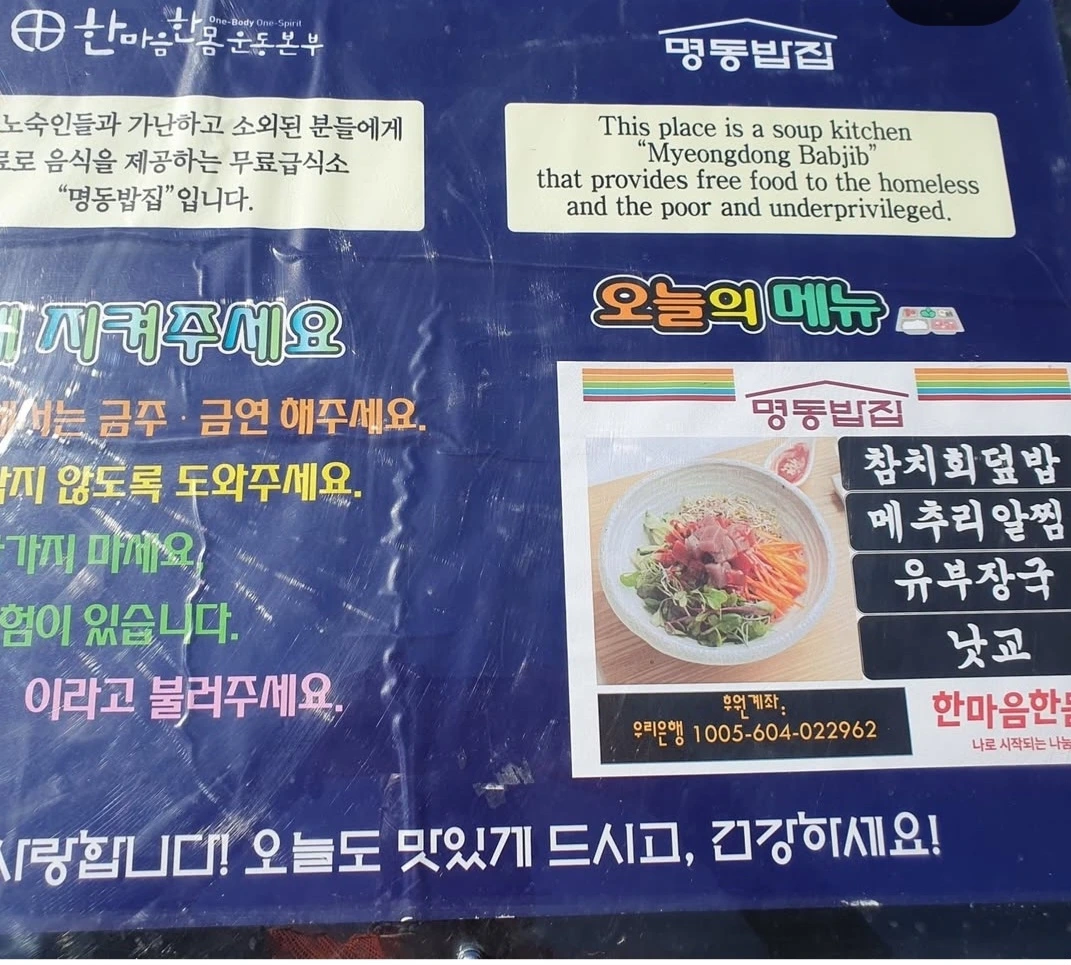 한마음한몸운동본부
One-Body One-Spirit
명동밥집
노숙인들과 가난하고 소외된 분들에게
료로 음식을 제공하는 무료급식소
“명동밥집”입니다.
This place is a soup kitchen
“Myeongdong Babjib”
that provides free food to the homeless
and the poor and underprivileged.
지켜주세요
에서는 금주 · 금연 해주세요.
않도록 도와주세요.
가지 마세요,
험이 있습니다.
이라고 불러주세요.
오늘의 메뉴
명동밥집
참치회덮밥
메추리알찜
유부장국
낫교
후원계좌:
우리은행 1005-604-022962
한마음한몸
나로 시작되는 나눔
사랑합니다! 오늘도 맛있게 드시고, 건강하세요!